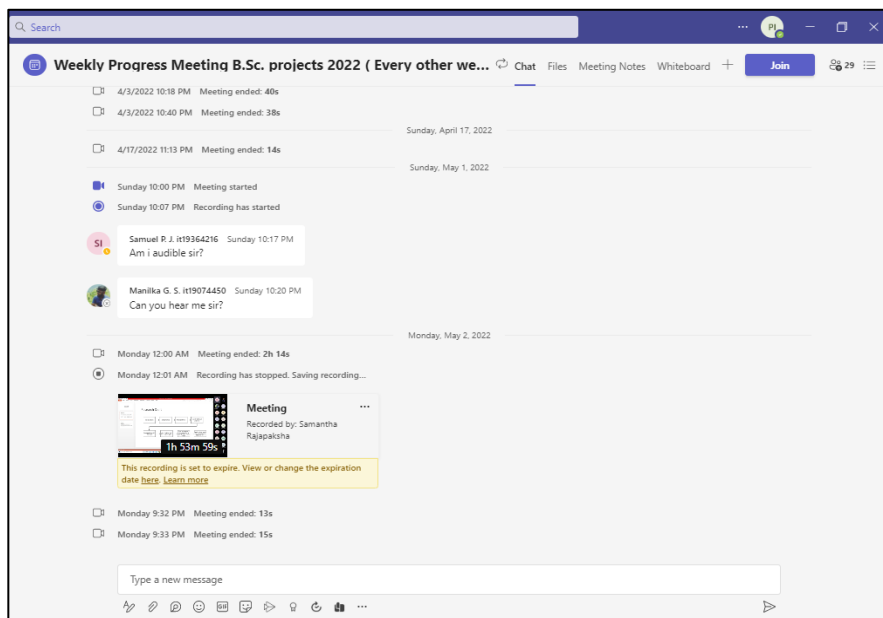 Search
PI
Weekly Progress Meeting B.Sc. projects 2022 ( Every other we... Chat Files Meeting Notes Whiteboard Join 29
4/3/2022 10:18 PM Meeting ended: 40s
4/3/2022 10:40 PM Meeting ended: 38s
Sunday, April 17, 2022
4/17/2022 11:13 PM Meeting ended: 14s
Sunday, May 1, 2022
Sunday 10:00 PM Meeting started
Sunday 10:07 PM Recording has started
SI
Samuel P. J. it19364216 Sunday 10:17 PM
Am i audible sir?
Manilka G. S. it19074450 Sunday 10:20 PM
Can you hear me sir?
Monday, May 2, 2022
Monday 12:00 AM Meeting ended: 2h 14s
Monday 12:01 AM Recording has stopped. Saving recording...
Meeting
Recorded by: Samantha
Rajapaksha
1h 53m 59s
This recording is set to expire. View or change the expiration
date here. Learn more
Monday 9:32 PM Meeting ended: 13s
Monday 9:33 PM Meeting ended: 15s
Type a new message
GIF